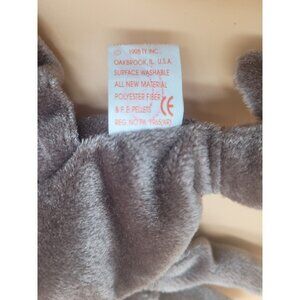 © 1995 TY INC.
OAKBROOK, IL. U.S.A.
SURFACE WASHABLE
ALL NEW MATERIAL
POLYESTER FIBER
& P.E. PELLETS CE
REG. NO PA. 1965(KR)